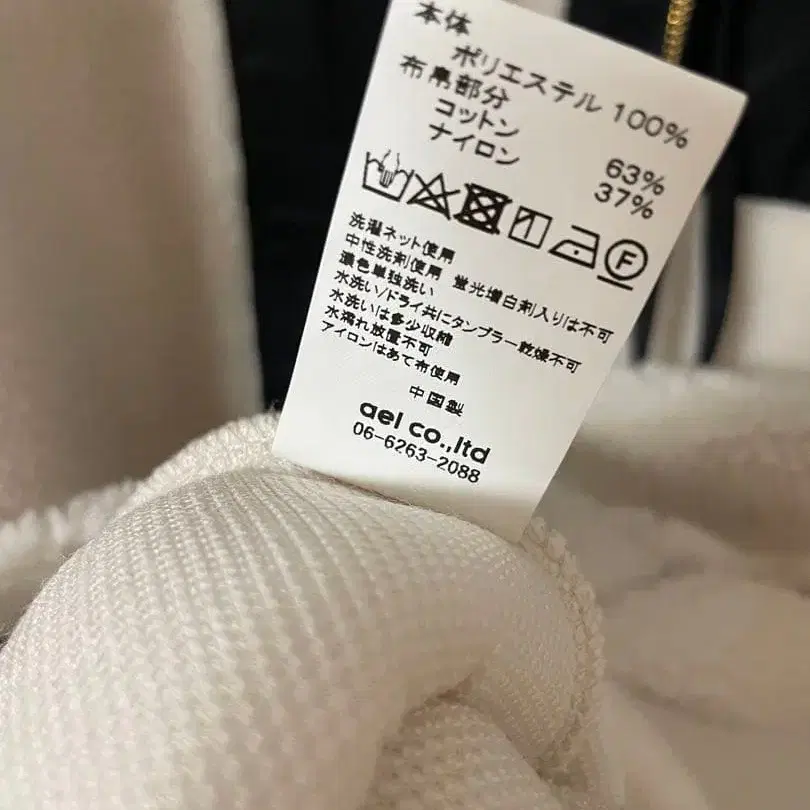 本体
ポリエステル 100%
布帛部分
コットン 63%
ナイロン 37%
F
洗濯ネット使用
中性洗剤使用 蛍光増白剤入りは不可
濃色単独洗い
水洗い/ドライ共にタンブラー乾燥不可
水洗いは多少収縮
水濡れ放置不可
アイロンはあて布使用
中国製
ael co.,ltd
06-6263-2088